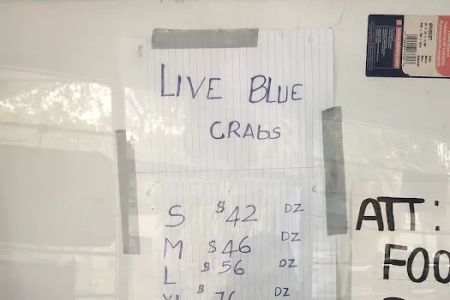 LIVE BLUE
CRAbS
S $42 DZ
M $46 DZ
L $56 DZ
ATT:
FOO